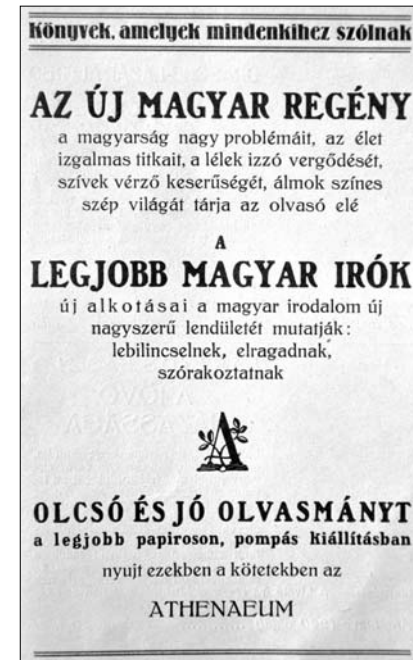 Könyvek, amelyek mindenkihez szólnak
AZ ÚJ MAGYAR REGÉNY
a magyarság nagy problémáit, az élet
izgalmas titkait, a lélek izzó vergődését,
szívek vérző keserűségét, álmok színes
szép világát tárja az olvasó elé
A
LEGJOBB MAGYAR IRÓK
új alkotásai a magyar irodalom új
nagyszerű lendületét mutatják:
lebilincselnek, elragadnak,
szórakoztatnak
A
OLCSÓ ÉS JÓ OLVASMÁNYT
a legjobb papiroson, pompás kiállításban
nyujt ezekben a kötetekben az
ATHENAEUM